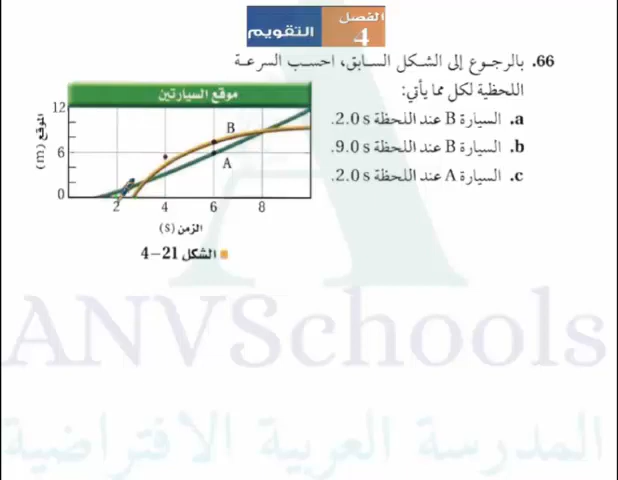 الفصل
4
التقويم
66. بالرجوع إلى الشكل السابق، احسب السرعة
اللحظية لكل مما يأتي:
a. السيارة B عند اللحظة 2.0 s.
b. السيارة B عند اللحظة 9.0 s.
c. السيارة A عند اللحظة 2.0 s.
موقع السيارتين
الموقع (m)
12
6
0
B
A
2 4 6 8
الزمن (s)
الشكل 21–4
ANVSchools
المدرسة العربية الافتراضية